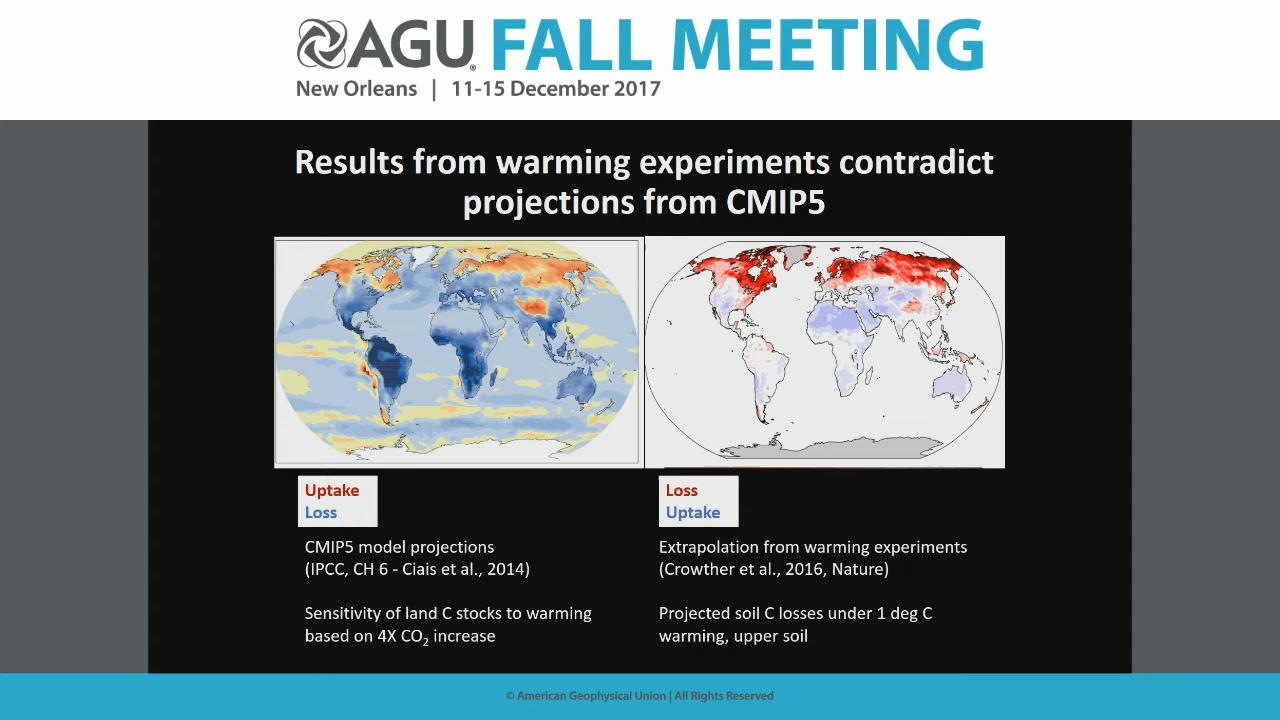 AGU FALL MEETING
New Orleans | 11-15 December 2017
Results from warming experiments contradict
projections from CMIP5
Uptake
Loss
CMIP5 model projections
(IPCC, CH 6 - Ciais et al., 2014)
Sensitivity of land C stocks to warming
based on 4X CO₂ increase
Loss
Uptake
Extrapolation from warming experiments
(Crowther et al., 2016, Nature)
Projected soil C losses under 1 deg C
warming, upper soil
© American Geophysical Union | All Rights Reserved